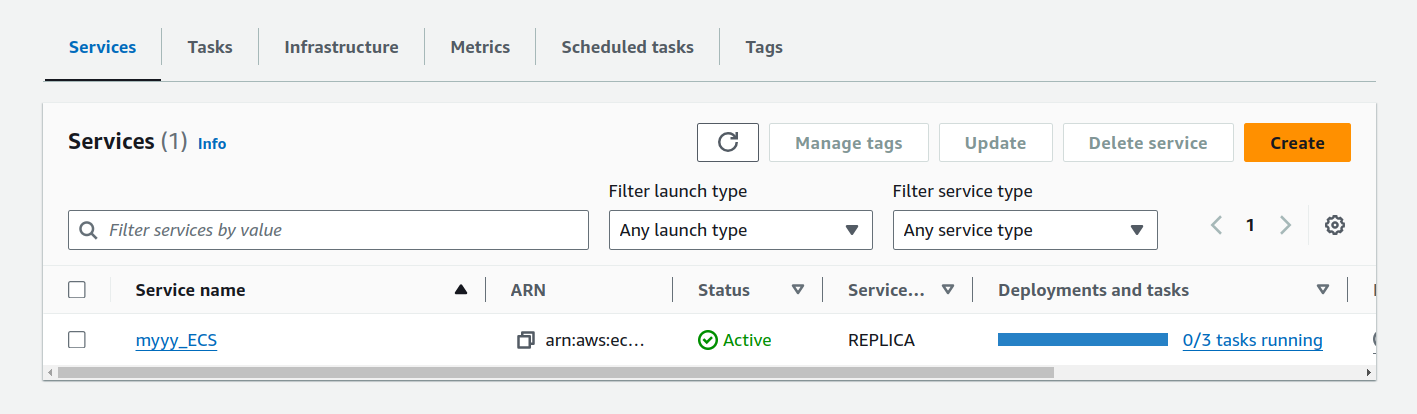 Services Tasks Infrastructure Metrics Scheduled tasks Tags
Services (1) Info Manage tags Update Delete service Create
Filter launch type Filter service type
Filter services by value Any launch type Any service type 1
Service name ARN Status Service... Deployments and tasks
myyy_ECS arn:aws:ec... Active REPLICA 0/3 tasks running